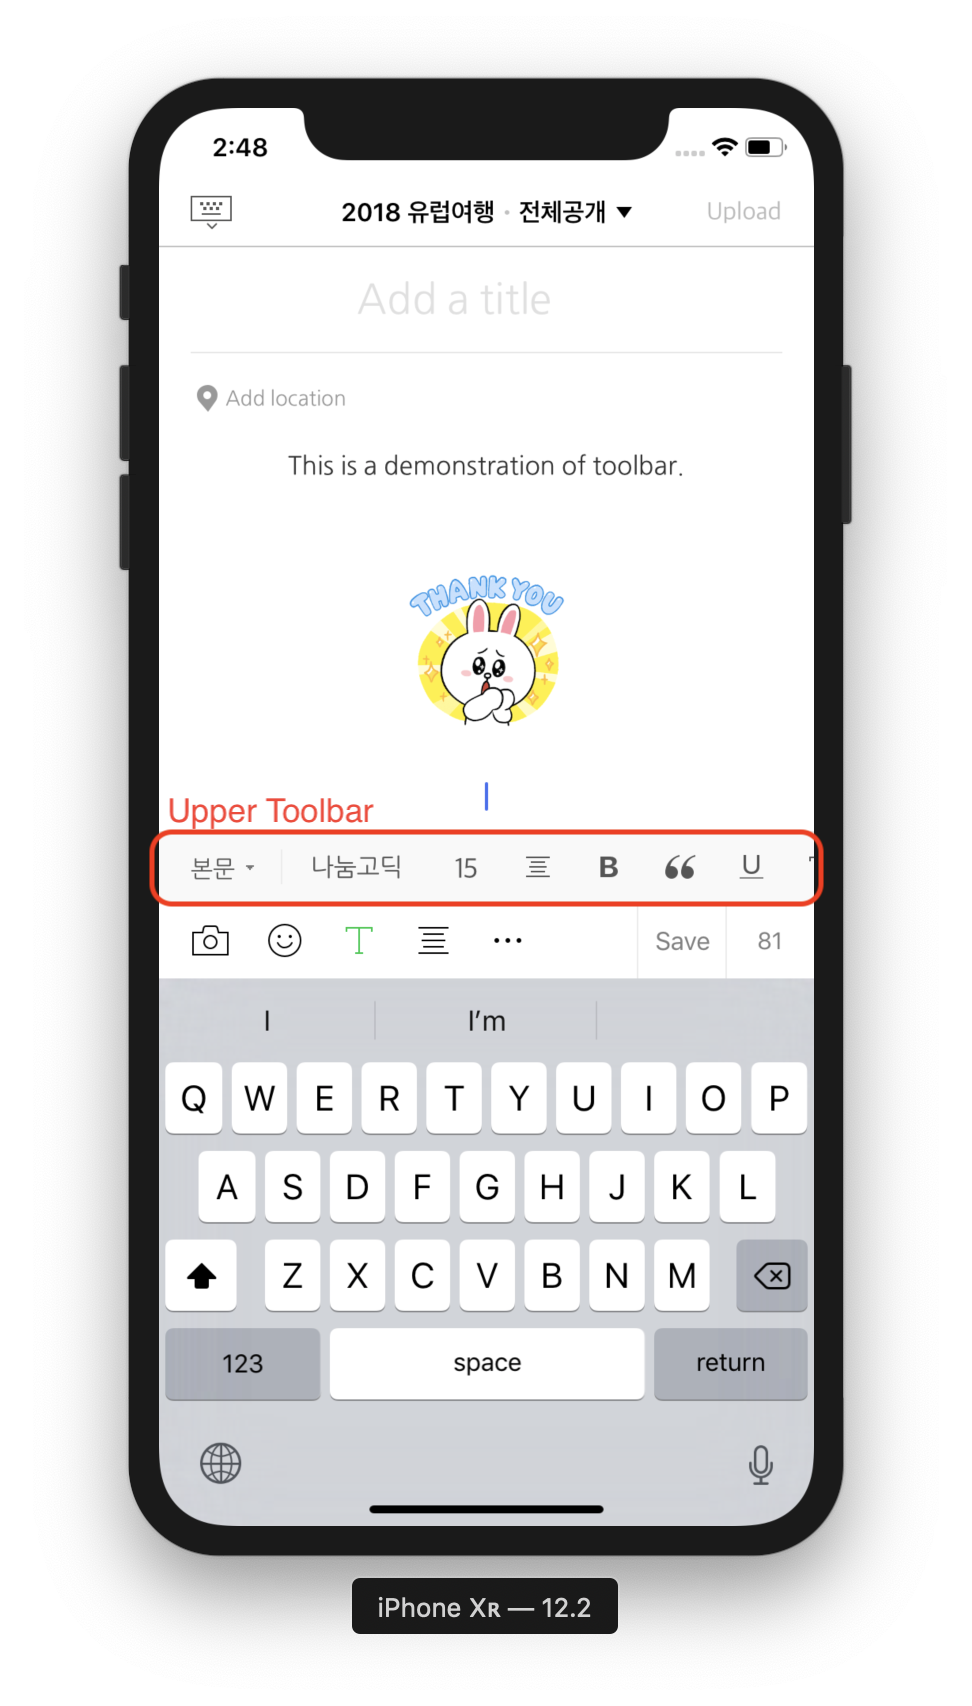 2:48
2018 유럽여행 · 전체공개 ▼ Upload
Add a title
Add location
This is a demonstration of toolbar.
THANK YOU
Upper Toolbar
본문 나눔고딕 15 B U
T Save 81
I I'm
Q W E R T Y U I O P
A S D F G H J K L
Z X C V B N M
123 space return
iPhone Xʀ — 12.2